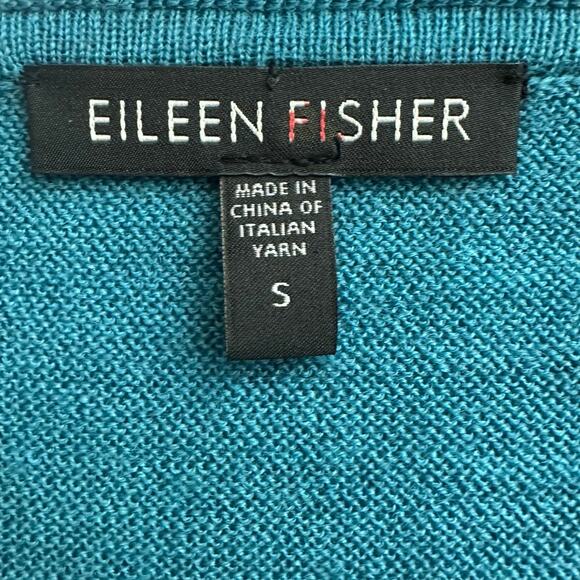 EILEEN FISHER
MADE IN
CHINA OF
ITALIAN
YARN
S